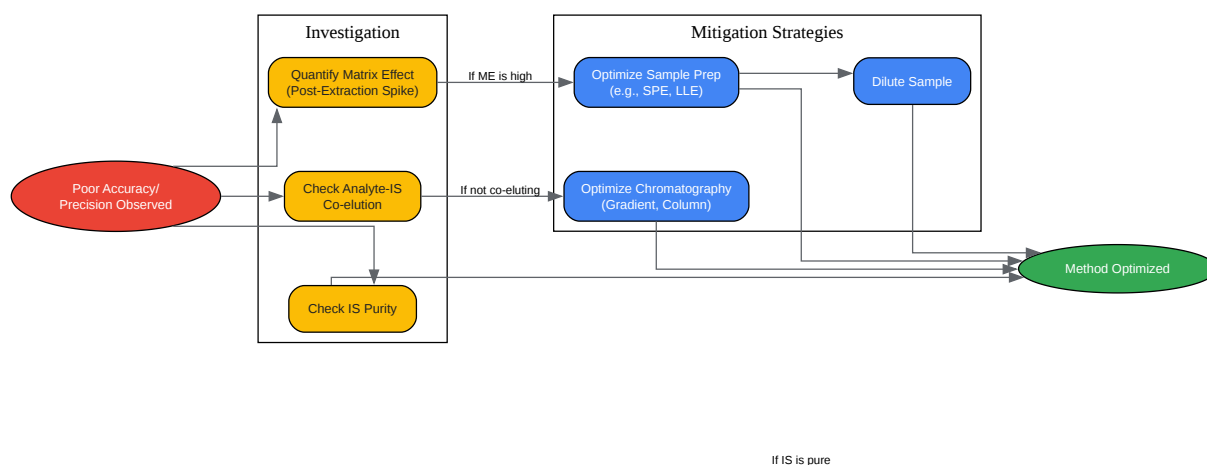 Investigation
Mitigation Strategies
Quantify Matrix Effect
(Post-Extraction Spike)
If ME is high
Optimize Sample Prep
(e.g., SPE, LLE)
Dilute Sample
Poor Accuracy/
Precision Observed
Check Analyte-IS
Co-elution
If not co-eluting
Optimize Chromatography
(Gradient, Column)
Method Optimized
Check IS Purity
If IS is pure